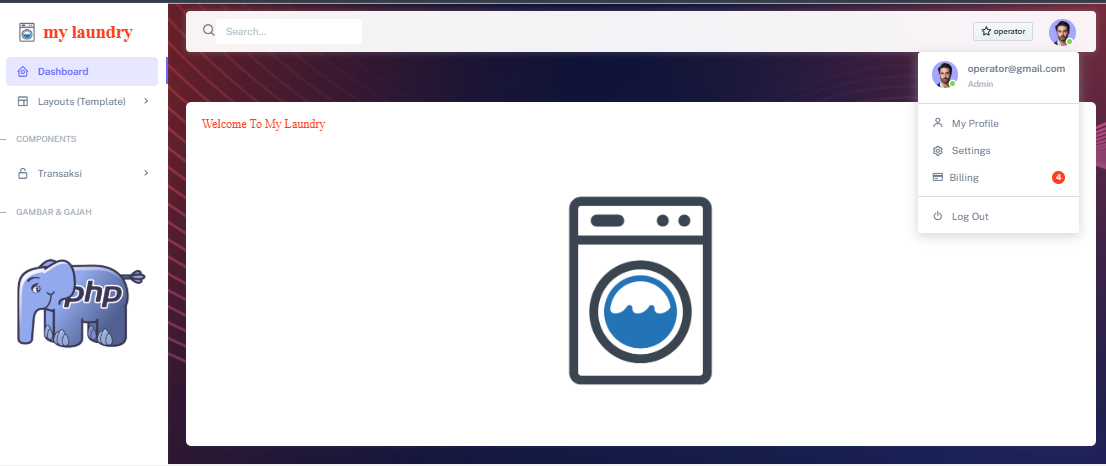 my laundry
Search...
operator
Dashboard
Layouts (Template)
COMPONENTS
Transaksi
GAMBAR & GAJAH
php
Welcome To My Laundry
operator@gmail.com
Admin
My Profile
Settings
Billing 4
Log Out